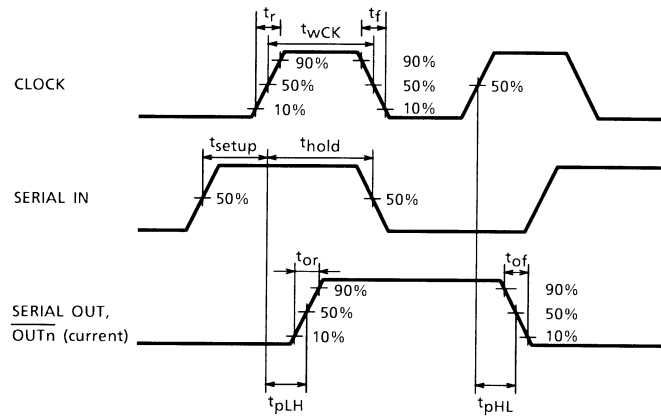 tr
twCK
tf
90%
90%
CLOCK
50%
50%
50%
10%
10%
tsetup
thold
SERIAL IN
50%
50%
tor
tof
90%
90%
SERIAL OUT,
50%
50%
OUTn (current)
10%
10%
tpLH
tpHL